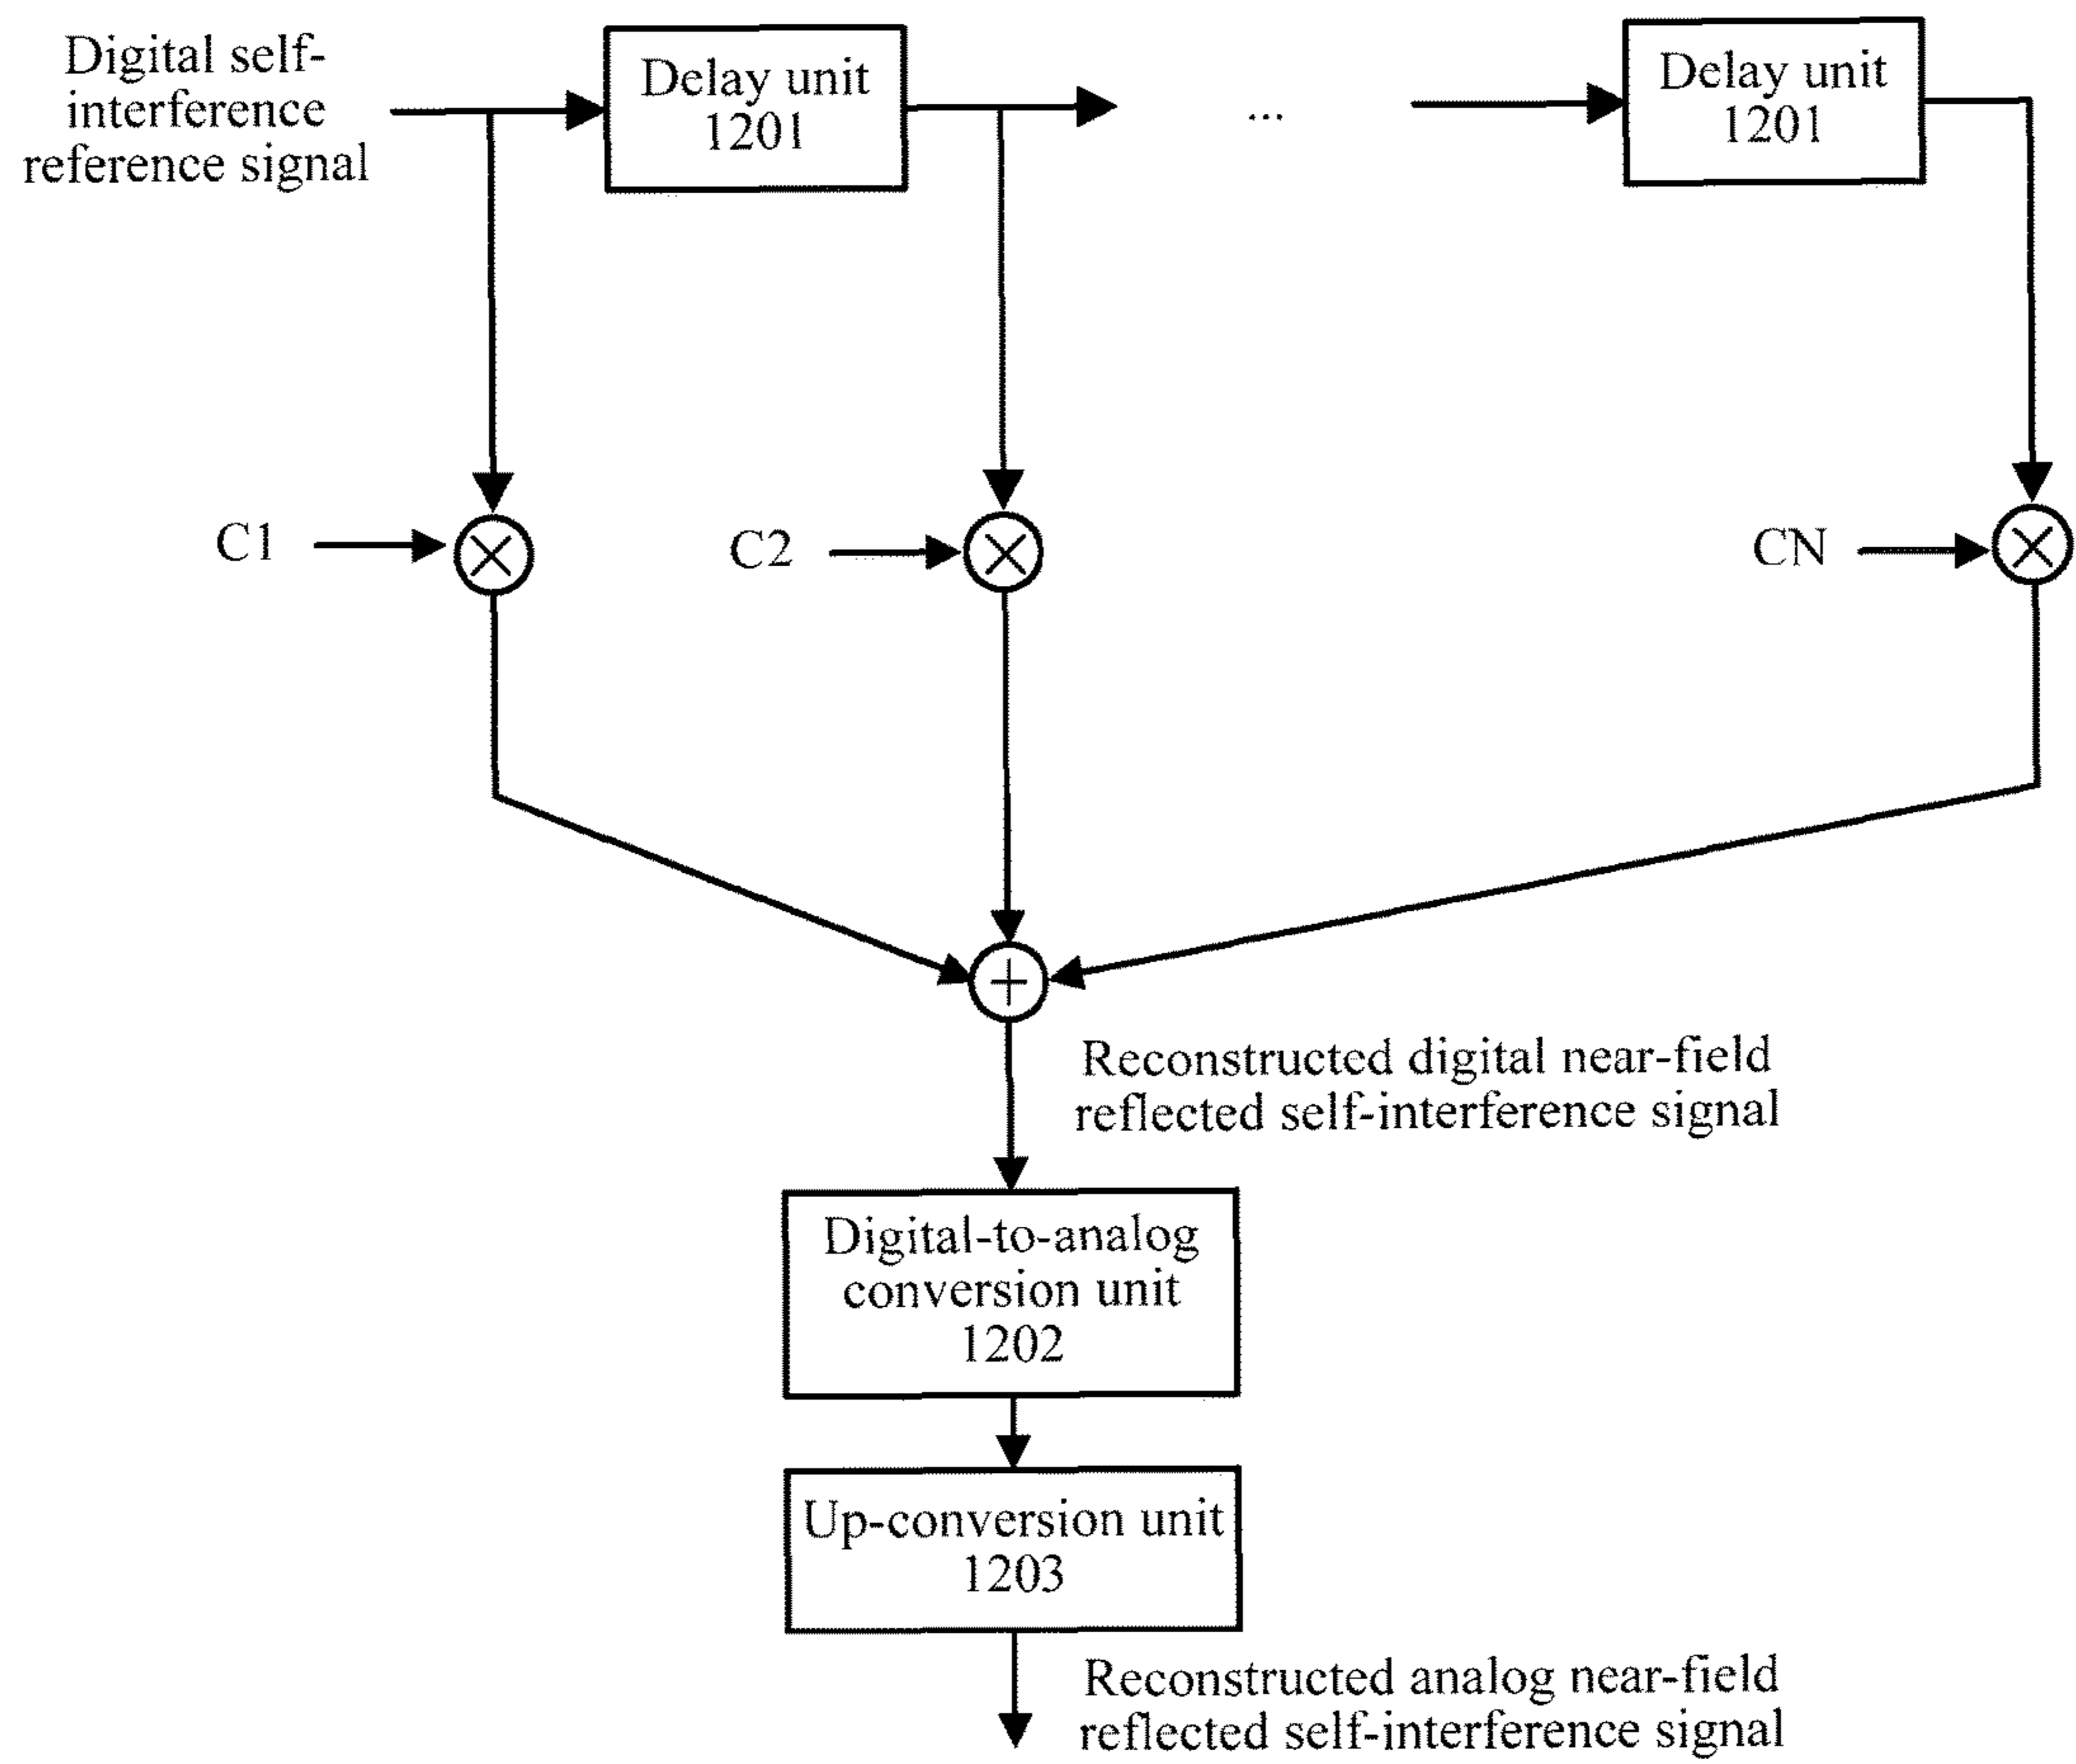 Digital self-
interference
reference signal
Delay unit
1201
...
Delay unit
1201
C1
C2
CN
Reconstructed digital near-field
reflected self-interference signal
Digital-to-analog
conversion unit
1202
Up-conversion unit
1203
Reconstructed analog near-field
reflected self-interference signal